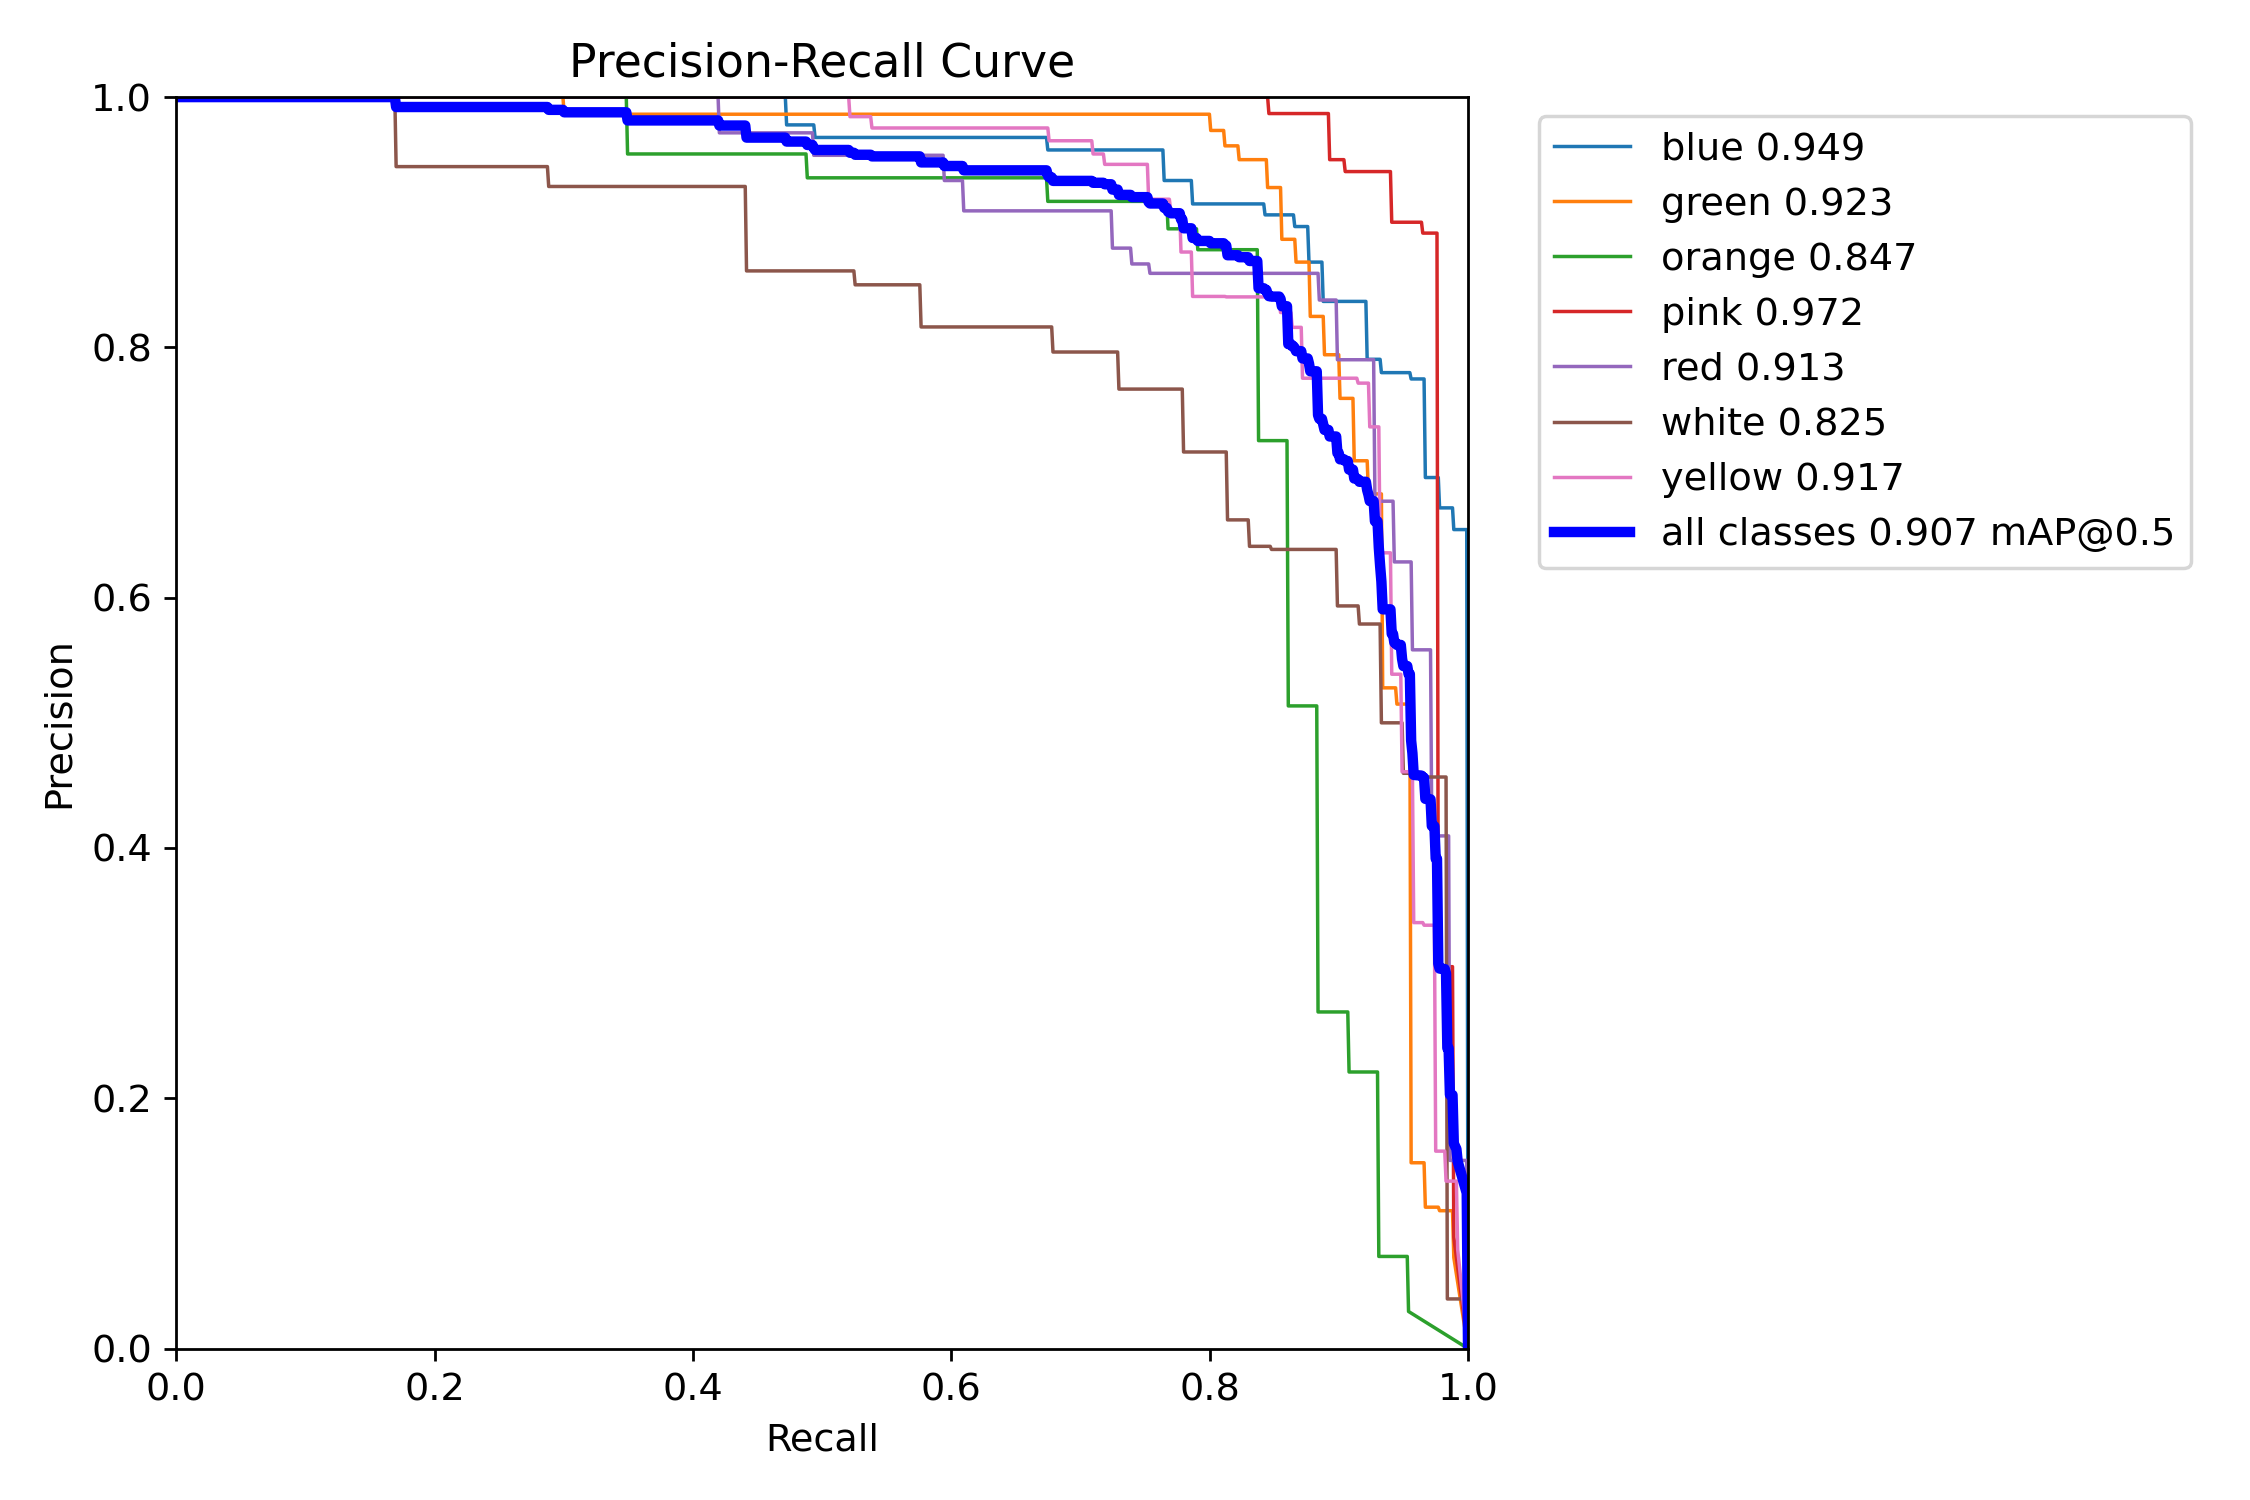 Precision-Recall Curve
1.0
0.8
0.6
0.4
0.2
0.0
Precision
0.0 0.2 0.4 0.6 0.8 1.0
Recall
blue 0.949
green 0.923
orange 0.847
pink 0.972
red 0.913
white 0.825
yellow 0.917
all classes 0.907 mAP@0.5